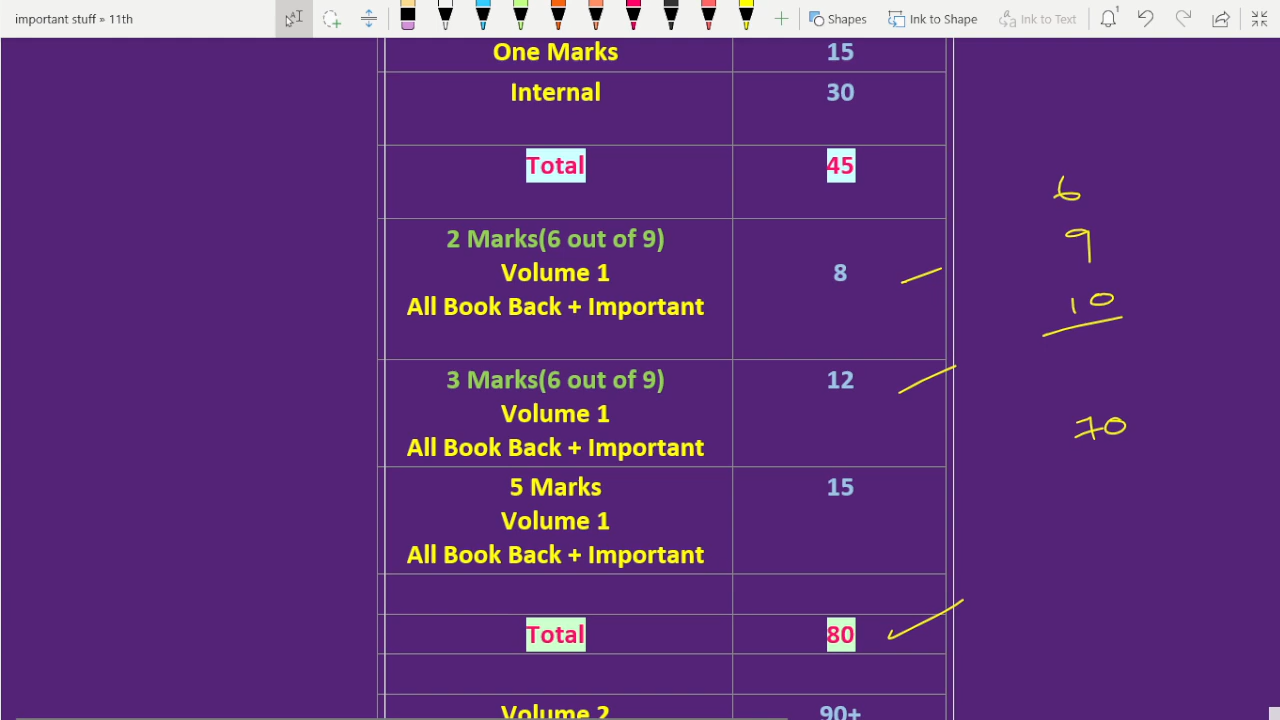 important stuff » 11th
Shapes
Ink to Shape
Ink to Text
1
One Marks 15
Internal 30
Total 45
2 Marks(6 out of 9)
Volume 1 8
All Book Back + Important
3 Marks(6 out of 9) 12
Volume 1
All Book Back + Important
5 Marks 15
Volume 1
All Book Back + Important
Total 80
Volume 2 90+
6
9
10
70